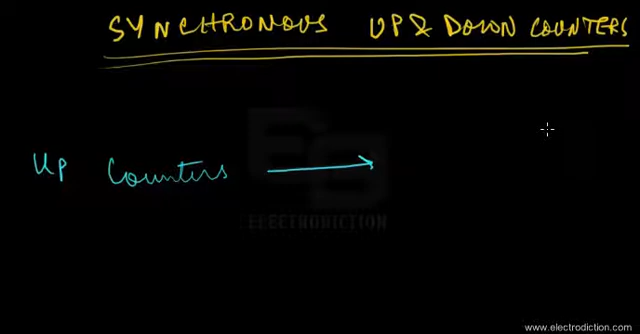 SYNCHRONOUS UP & DOWN COUNTERS
Up Counters
ELECTRODICTION
www.electrodiction.com